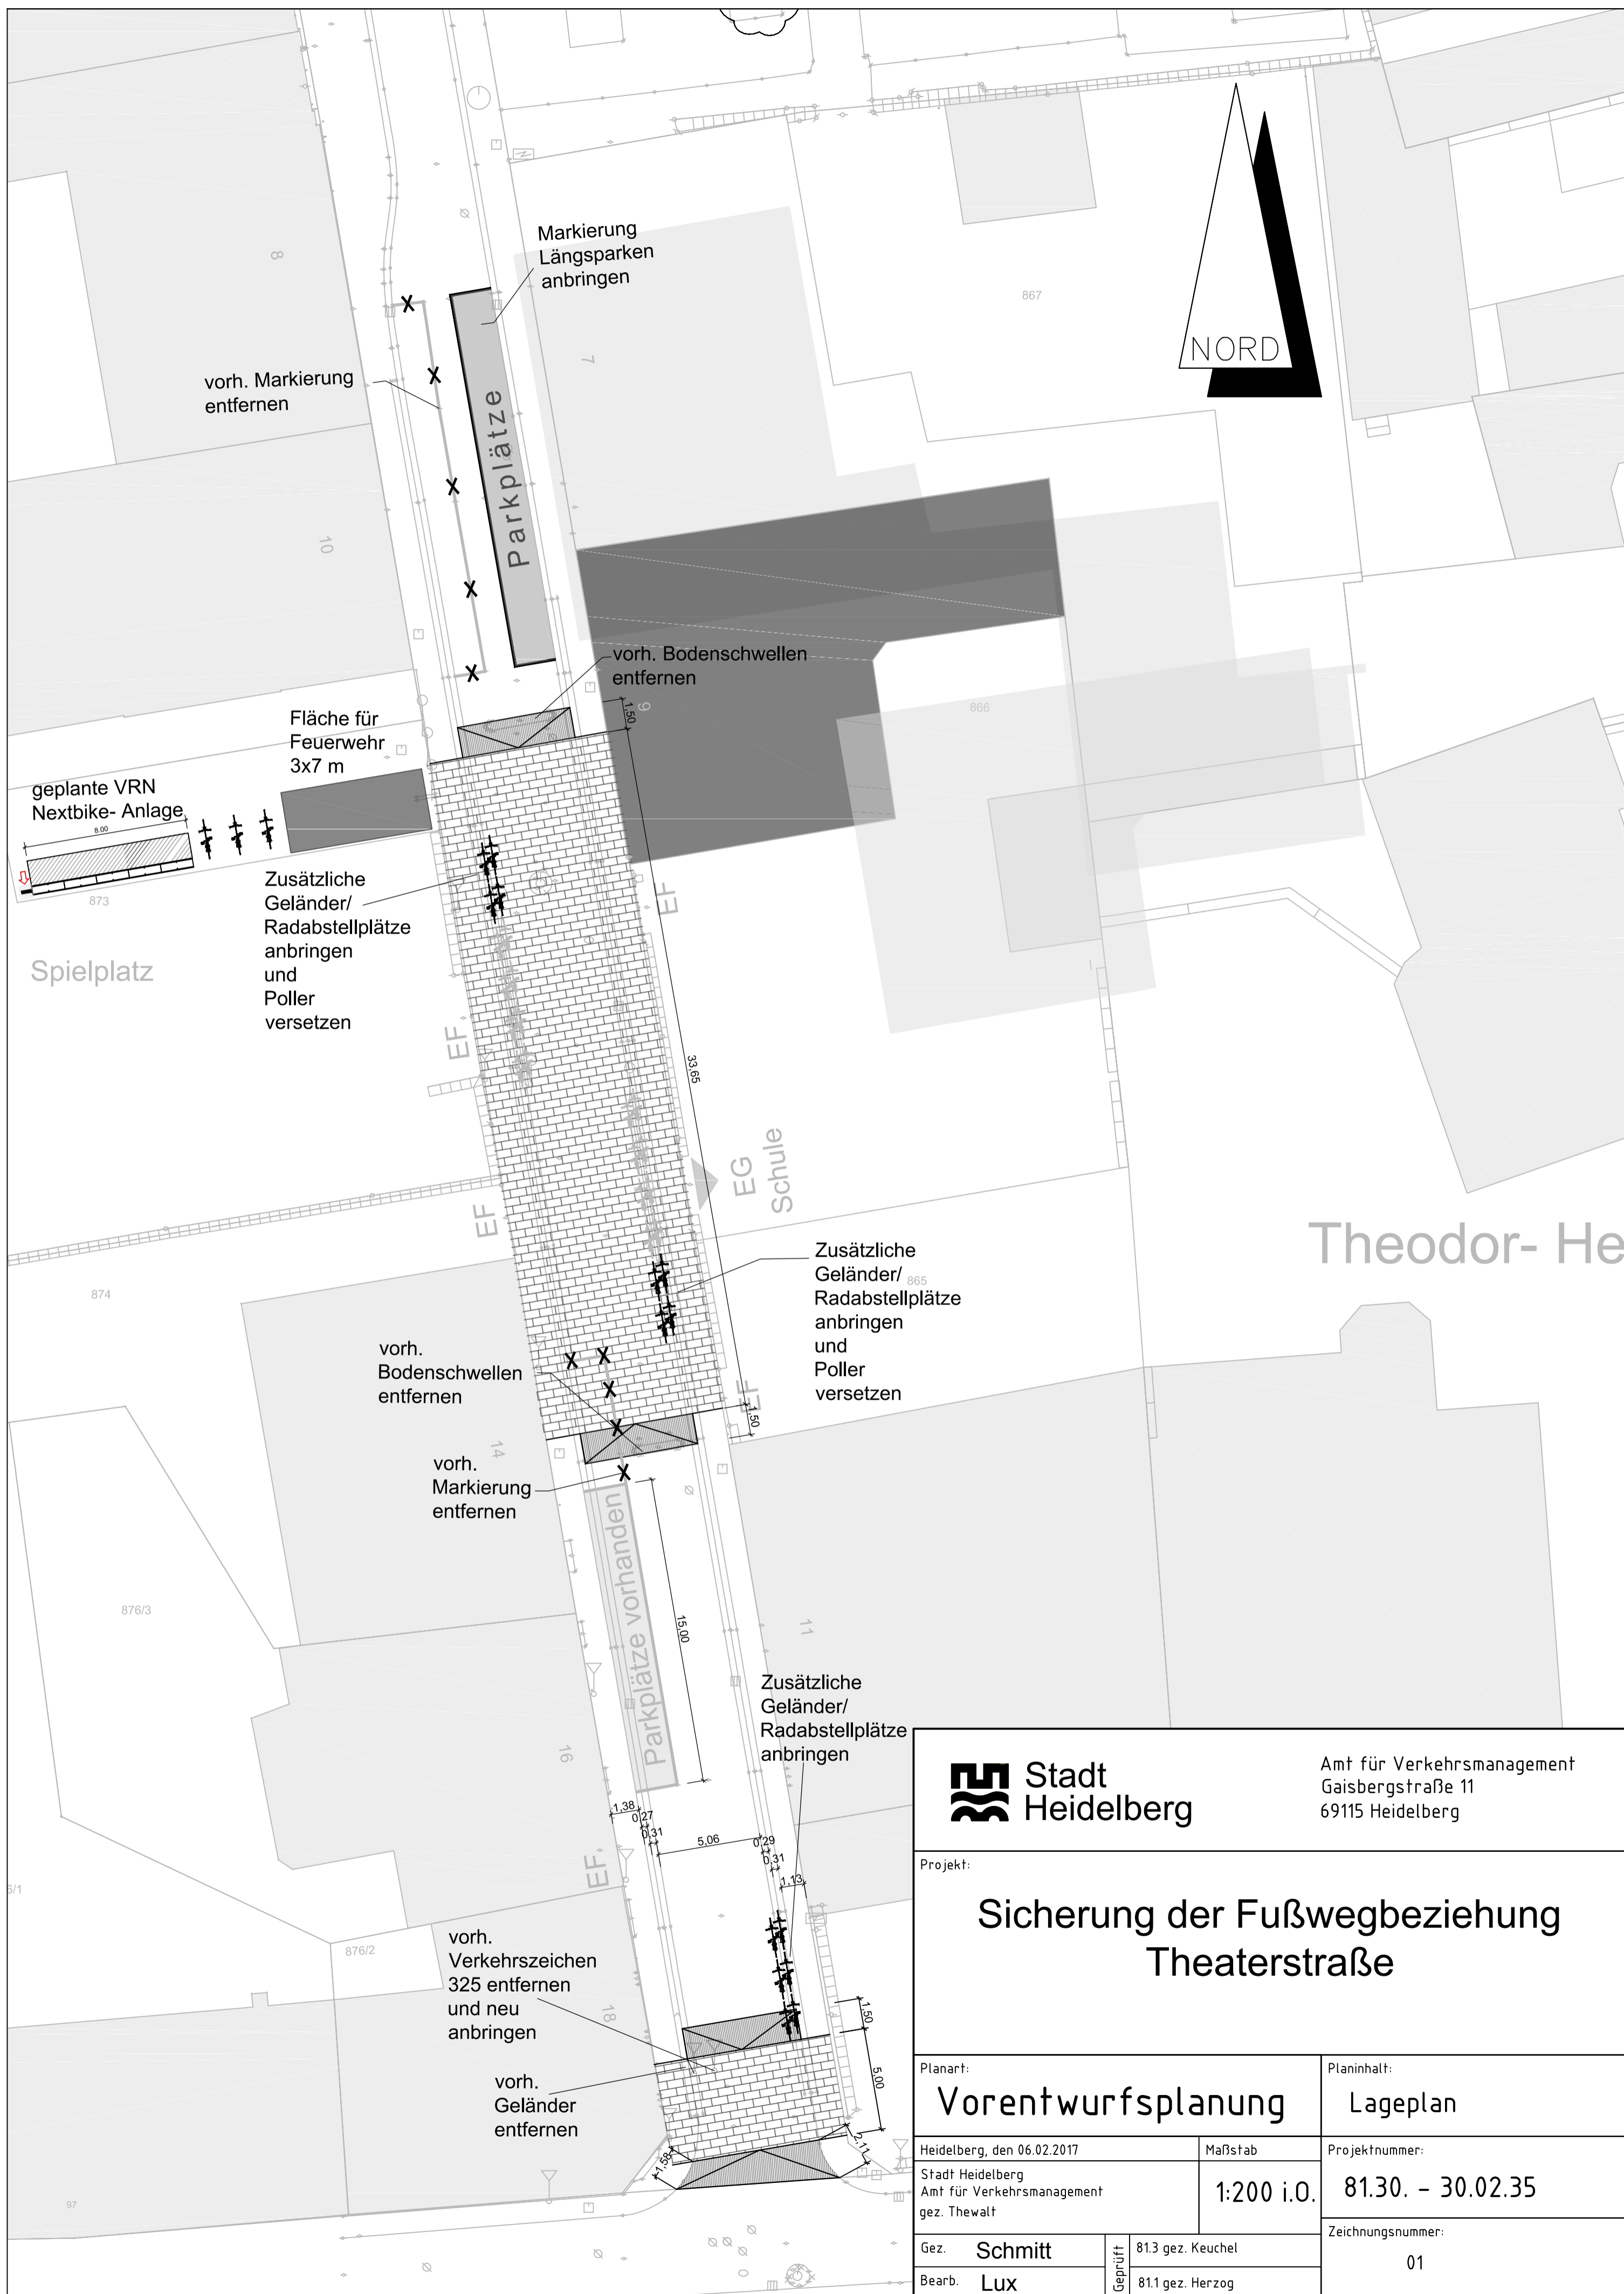 Markierung
Längsparken
anbringen
8
867
NORD
7
vorh. Markierung
entfernen
Parkplätze
10
vorh. Bodenschwellen
entfernen
1,50
6
866
Fläche für
Feuerwehr
3x7 m
geplante VRN
Nextbike- Anlage
8.00
873
Zusätzliche
Geländer/
Radabstellplätze
anbringen
und
Poller
versetzen
EF
Spielplatz
EF.
33,65
EG
Schule
EF
Theodor- He
Zusätzliche
Geländer/
Radabstellplätze
anbringen
und
Poller
versetzen
865
874
vorh.
Bodenschwellen
entfernen
EF
1,50
14
vorh.
Markierung
entfernen
Parkplätze vorhanden
15,00
876/3
11
16
Zusätzliche
Geländer/
Radabstellplätze
anbringen
1,38
0,27
0,31
5,06
0,29
0,31
1,13
EF.
6/1
876/2
vorh.
Verkehrszeichen
325 entfernen
und neu
anbringen
18
1,50
5,00
vorh.
Geländer
entfernen
2,11
1,58
97
Stadt
Heidelberg
Amt für Verkehrsmanagement
Gaisbergstraße 11
69115 Heidelberg
Projekt:
Sicherung der Fußwegbeziehung
Theaterstraße
Planart:
Vorentwurfsplanung
Planinhalt:
Lageplan
Heidelberg, den 06.02.2017
Stadt Heidelberg
Amt für Verkehrsmanagement
gez. Thewalt
Maßstab
1:200 i.O.
Projektnummer:
81.30. - 30.02.35
Gez. Schmitt
Bearb. Lux
Geprüft
81.3 gez. Keuchel
81.1 gez. Herzog
Zeichnungsnummer:
01